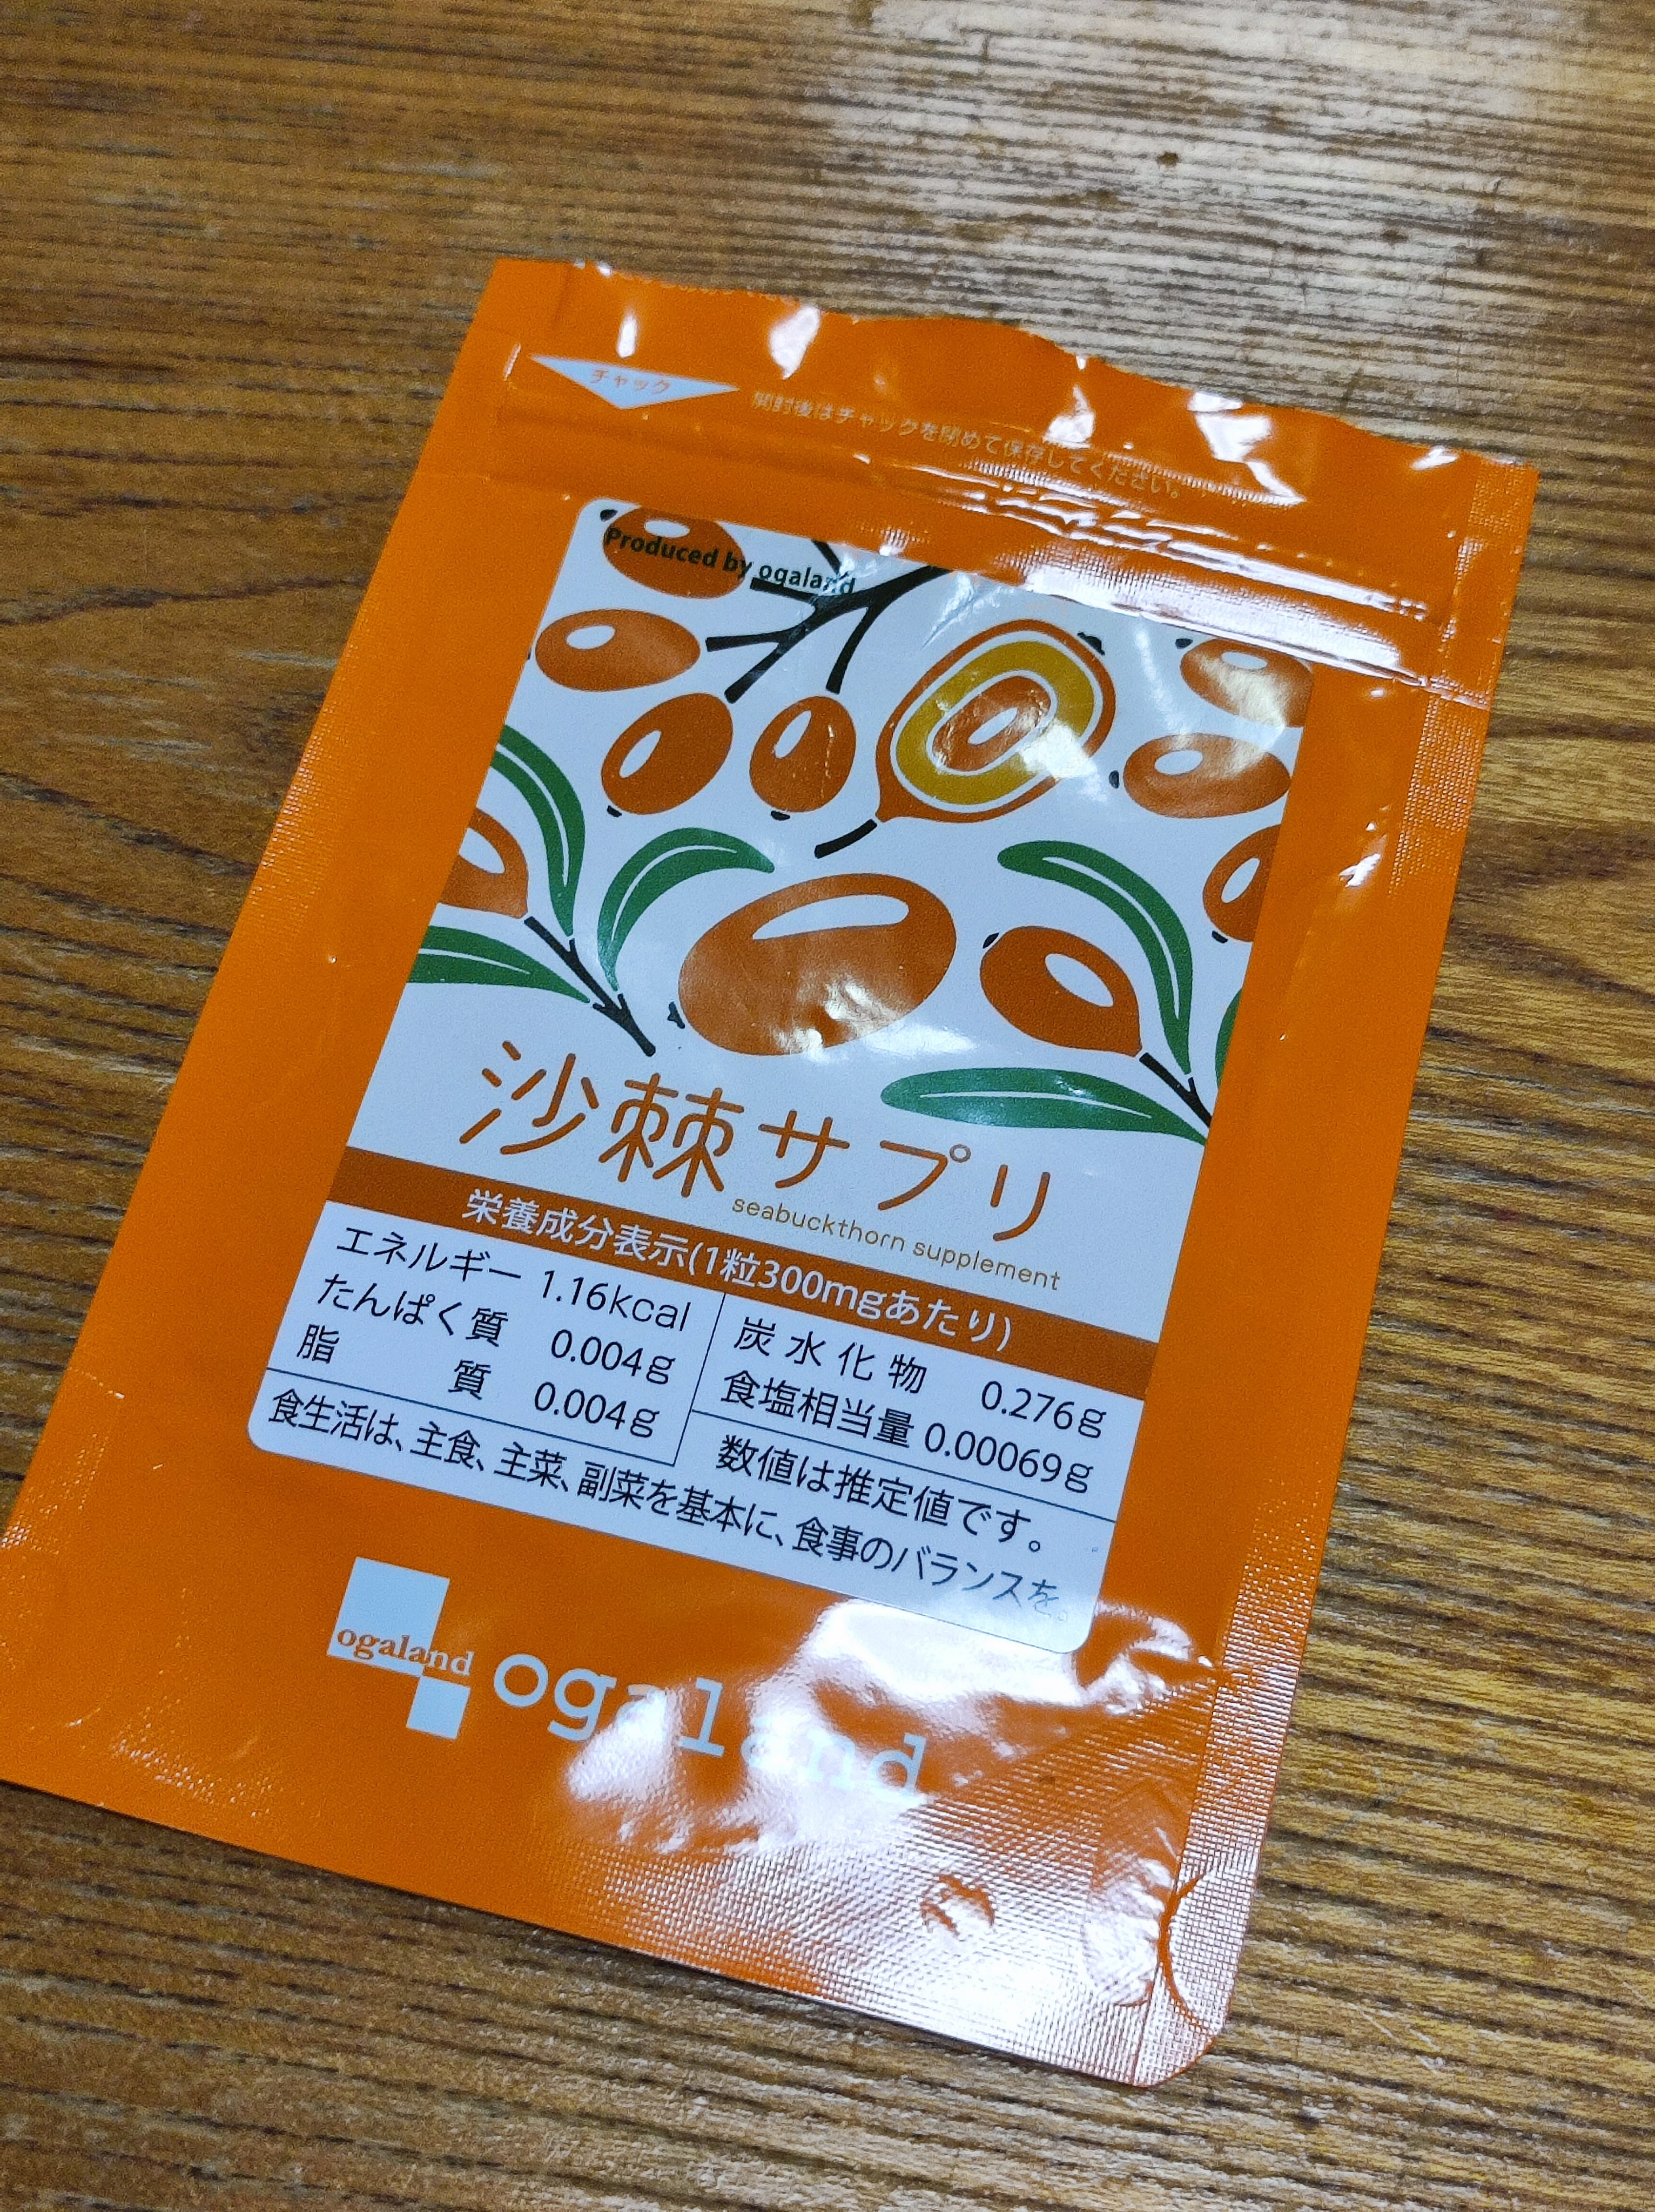 チャック
開封後はチャックを閉めて保存してください。
Produced by ogaland
沙棘サプリ
seabuckthorn supplement
栄養成分表示(1粒300mgあたり)
エネルギー 1.16kcal
たんぱく質 0.004g
脂質 0.004g
炭水化物 0.276g
食塩相当量 0.00069g
数値は推定値です。
食生活は、主食、主菜、副菜を基本に、食事のバランスを。
ogaland
ogaland